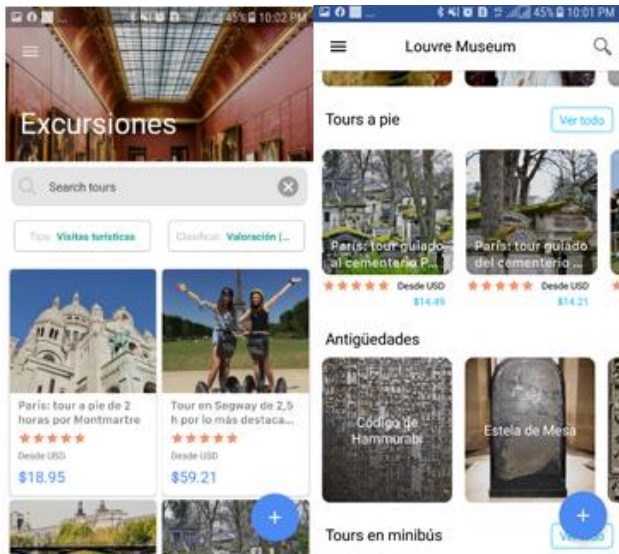 45% 10:02 PM
Excursiones
Search tours
Tipo: Visitas turísticas
Clasificar: Valoración (...
París: tour a pie de 2
horas por Montmartre
Desde USD
$18.95
Tour en Segway de 2,5
h por lo más destaca...
Desde USD
$59.21
+
45% 10:01 PM
Louvre Museum
Tours a pie
Ver todo
París: tour guiado
al cementerio P...
Desde USD
$14.49
París: tour guiado
del cementerio ...
Desde USD
$14.21
Antigüedades
Código de
Hammurabi
Estela de Mesa
Tours en minibús
Ver todo
+